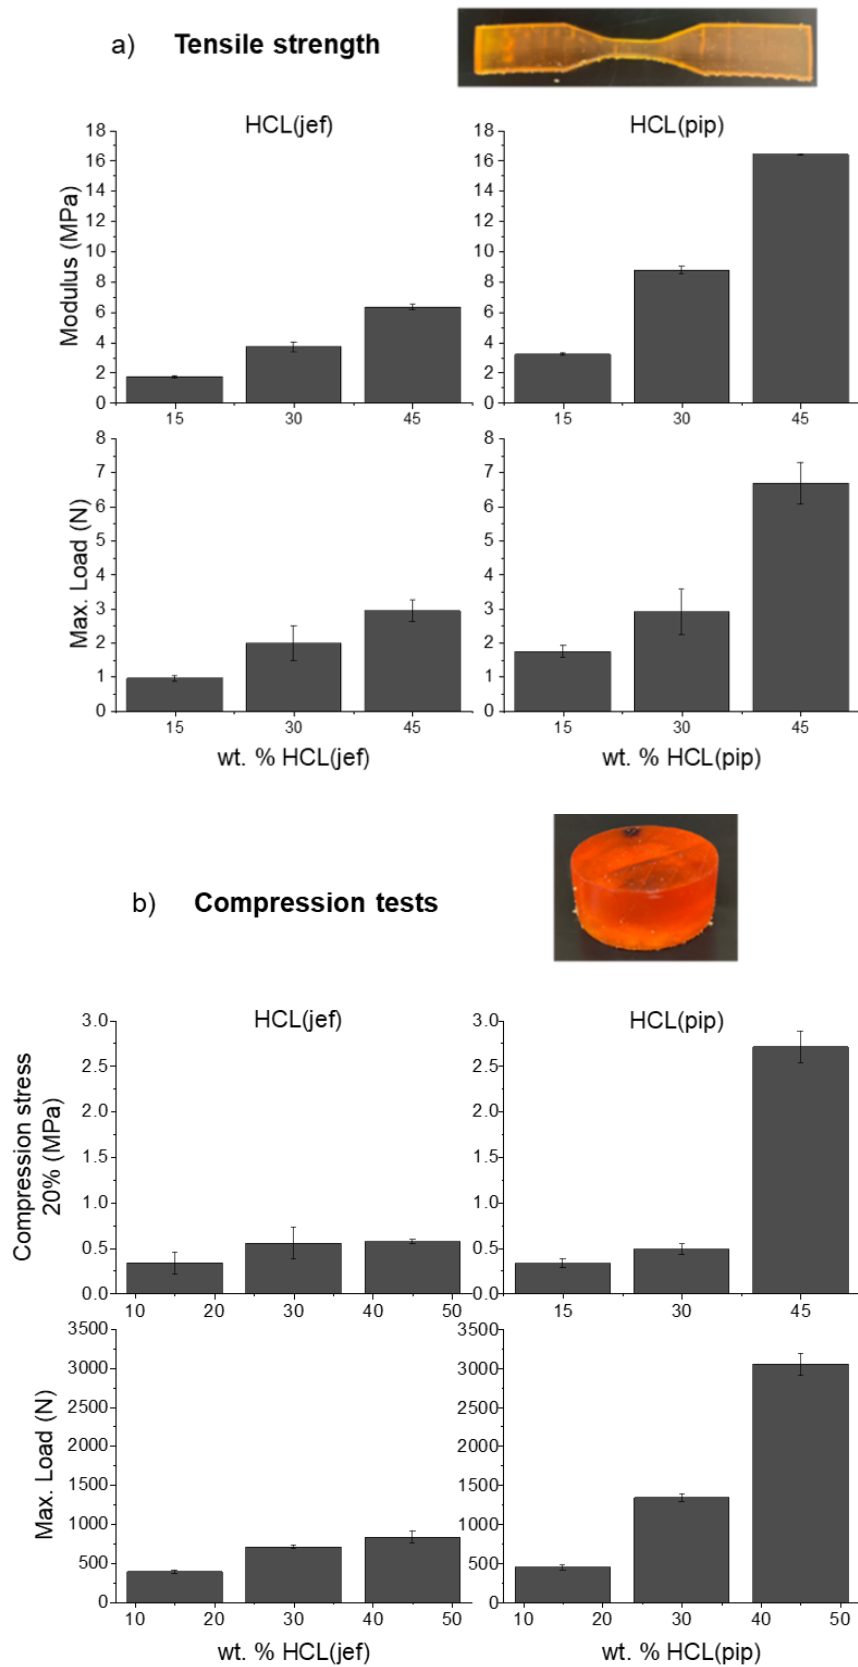 a) Tensile strength
HCL(jef) HCL(pip)
Modulus (MPa)
18 16 14 12 10 8 6 4 2 0
15 30 45
18 16 14 12 10 8 6 4 2 0
15 30 45
Max. Load (N)
8 7 6 5 4 3 2 1 0
15 30 45
wt. % HCL(jef)
8 7 6 5 4 3 2 1 0
15 30 45
wt. % HCL(pip)
b) Compression tests
HCL(jef) HCL(pip)
Compression stress
20% (MPa)
3.0 2.5 2.0 1.5 1.0 0.5 0.0
10 20 30 40 50
3.0 2.5 2.0 1.5 1.0 0.5 0.0
15 30 45
Max. Load (N)
3500 3000 2500 2000 1500 1000 500 0
10 20 30 40 50
wt. % HCL(jef)
3500 3000 2500 2000 1500 1000 500 0
10 20 30 40 50
wt. % HCL(pip)